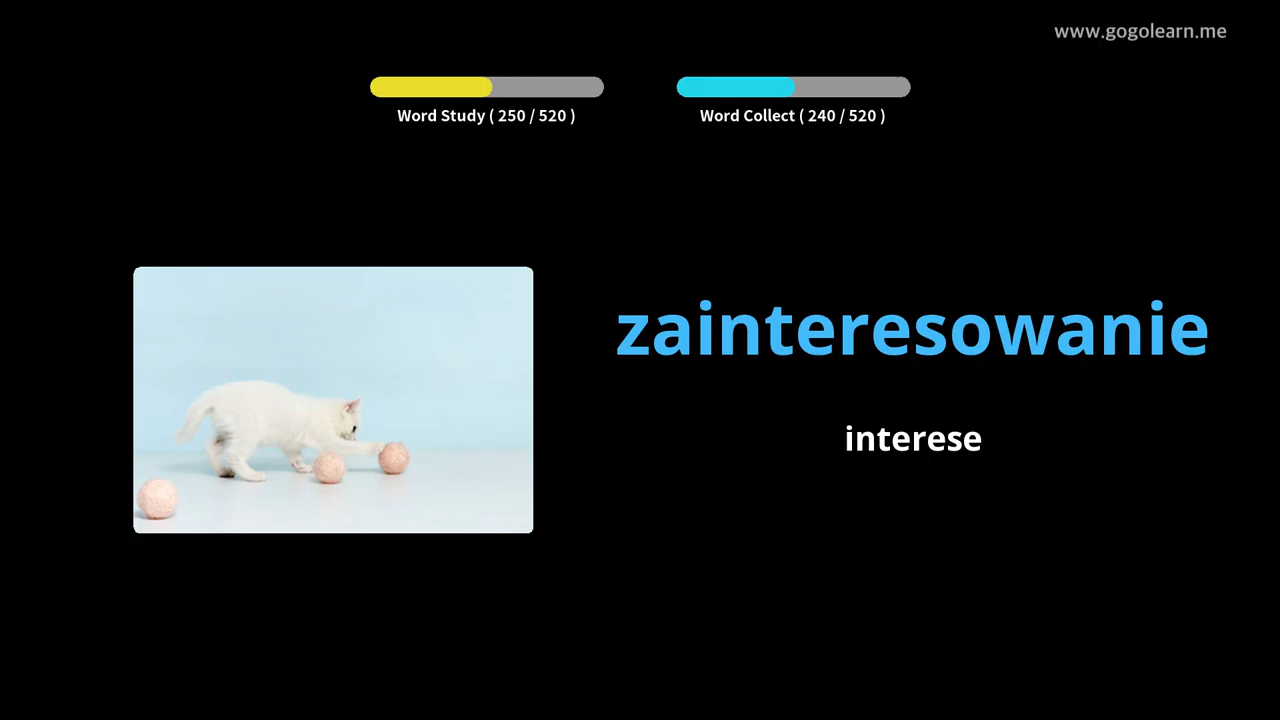 www.gogolearn.me
Word Study ( 250 / 520 )
Word Collect ( 240 / 520 )
zainteresowanie
interese